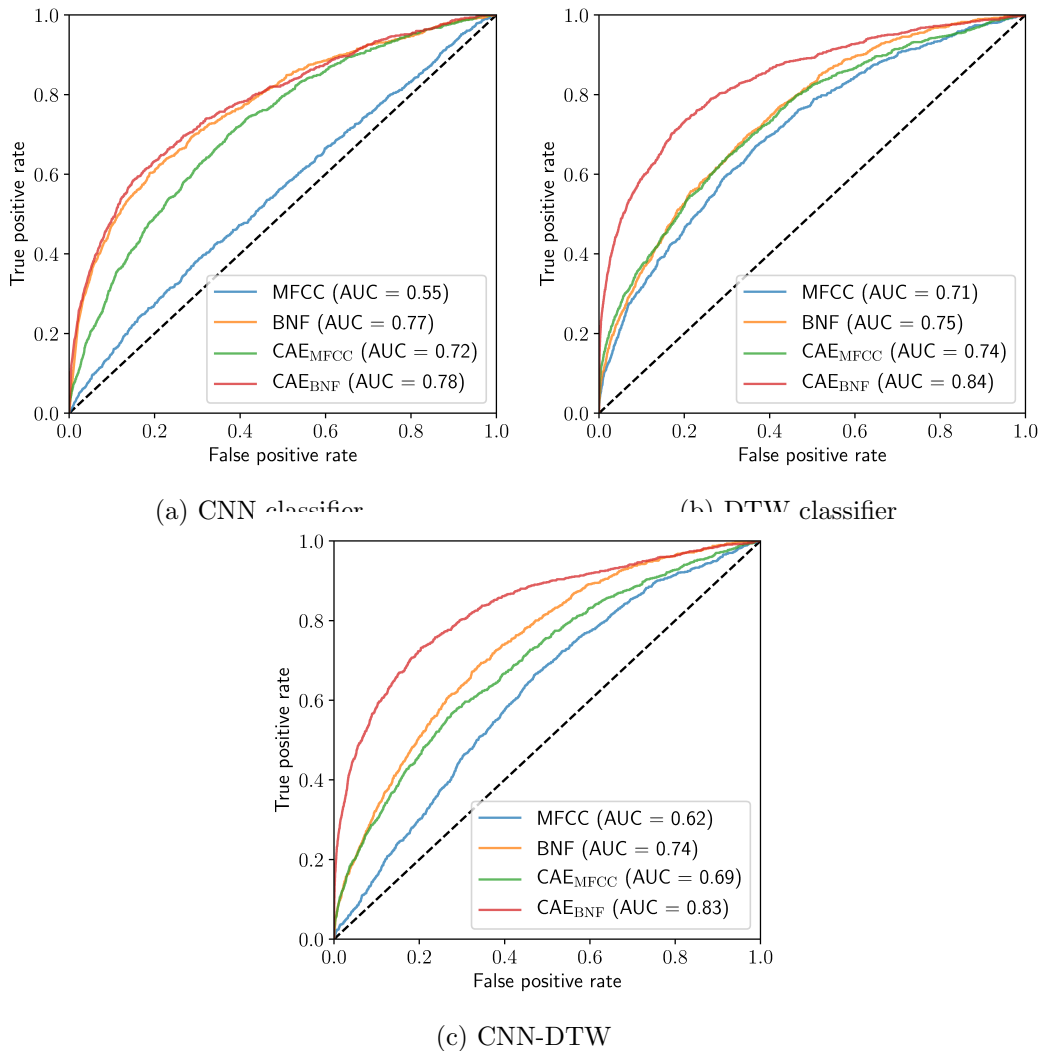 1.0
0.8
0.6
0.4
0.2
0.0
True positive rate
MFCC (AUC = 0.55)
BNF (AUC = 0.77)
CAE_MFCC (AUC = 0.72)
CAE_BNF (AUC = 0.78)
0.0 0.2 0.4 0.6 0.8 1.0
False positive rate
(a) CNN classifier
1.0
0.8
0.6
0.4
0.2
0.0
True positive rate
MFCC (AUC = 0.71)
BNF (AUC = 0.75)
CAE_MFCC (AUC = 0.74)
CAE_BNF (AUC = 0.84)
0.0 0.2 0.4 0.6 0.8 1.0
False positive rate
(b) DTW classifier
1.0
0.8
0.6
0.4
0.2
0.0
True positive rate
MFCC (AUC = 0.62)
BNF (AUC = 0.74)
CAE_MFCC (AUC = 0.69)
CAE_BNF (AUC = 0.83)
0.0 0.2 0.4 0.6 0.8 1.0
False positive rate
(c) CNN-DTW